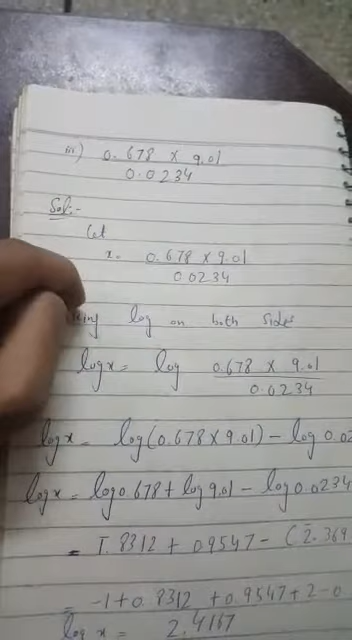 iii) 0.678 × 9.01
0.0234
Sol:-
Let
x = 0.678 × 9.01
0.0234
log on both sides
log x = log 0.678 × 9.01
0.0234
log x = log(0.678 × 9.01) - log 0.02
log x = log 0.678 + log 9.01 - log 0.0234
= 1̄.8312 + 0.9547 - (2̄.369
= -1+0.8312 + 0.9547+2-0
log x = 2.4167